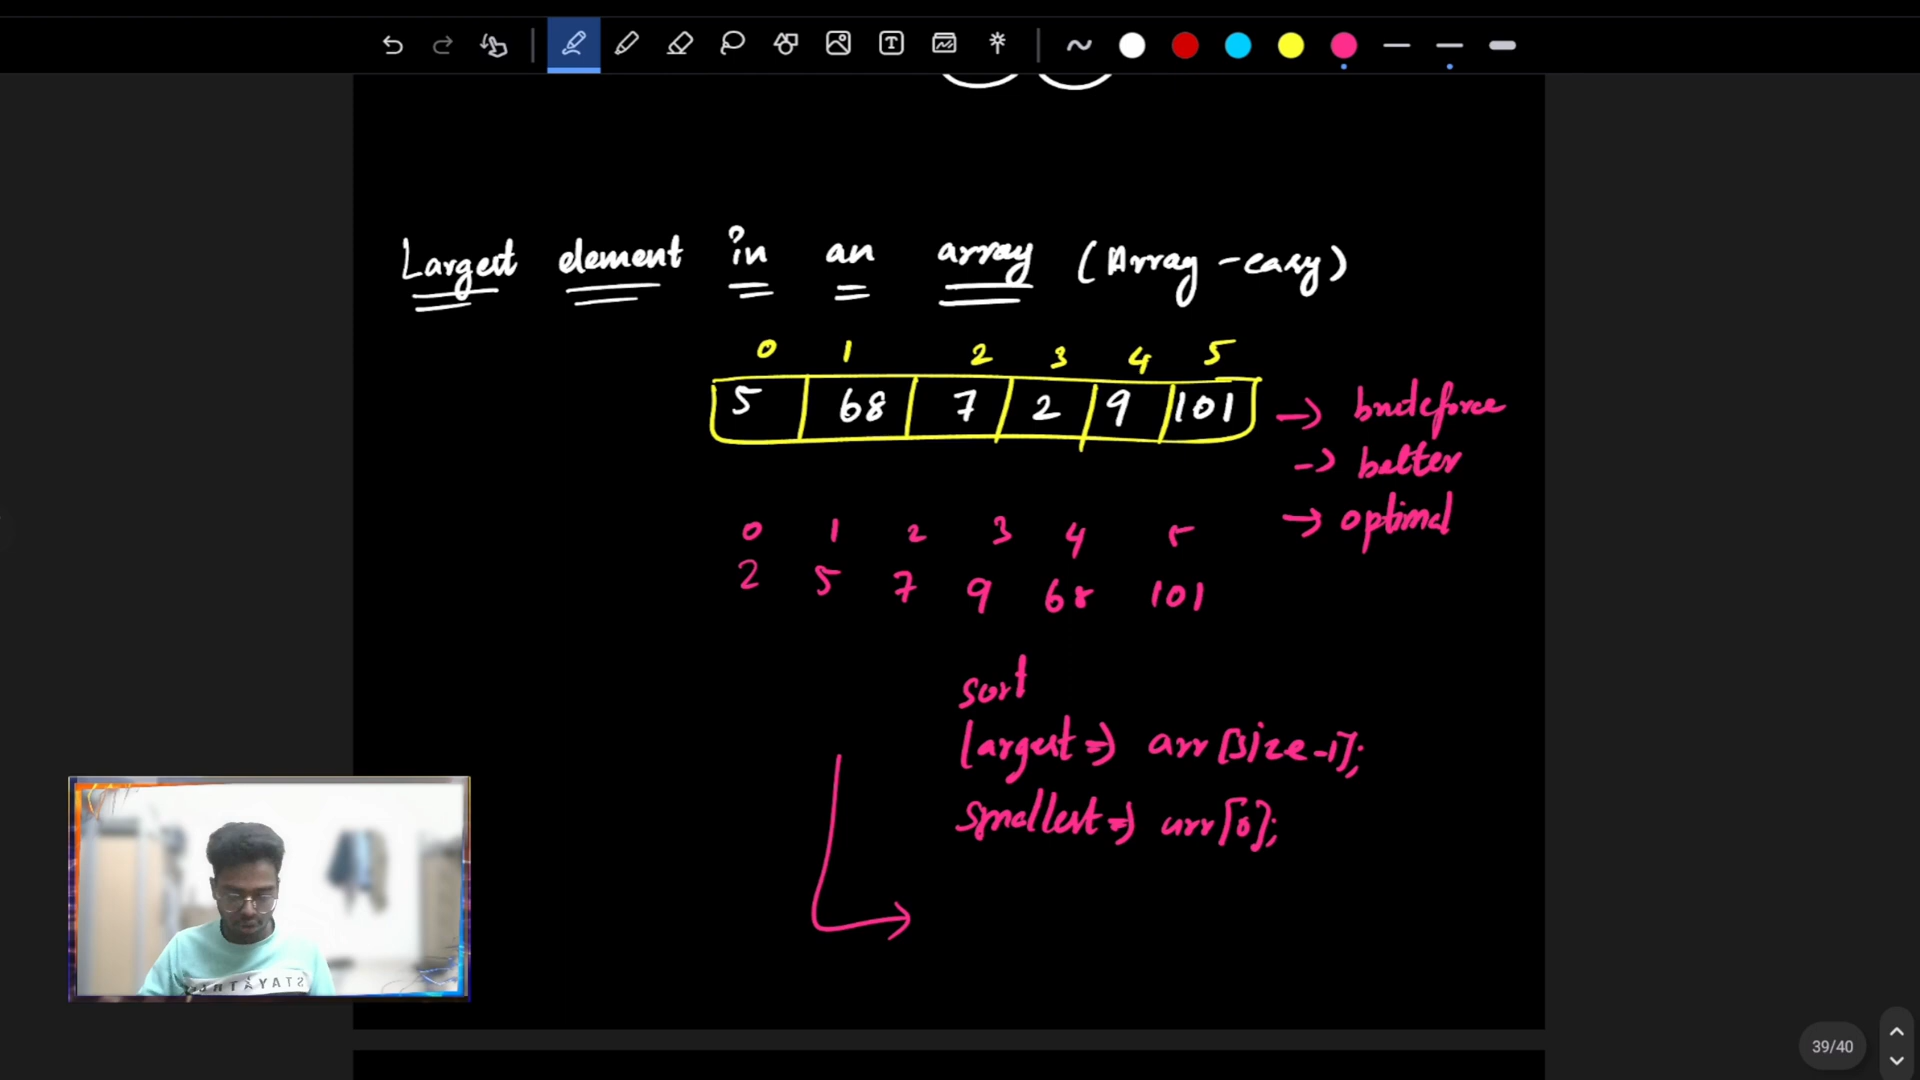 Largest element in an array (Array-easy)
0 1 2 3 4 5
5 68 7 2 9 101
→ bruteforce
→ better
→ optimal
0 1 2 3 4 5
2 5 7 9 68 101
sort
largest => arr[size-1];
smallest => arr[0];
39/40